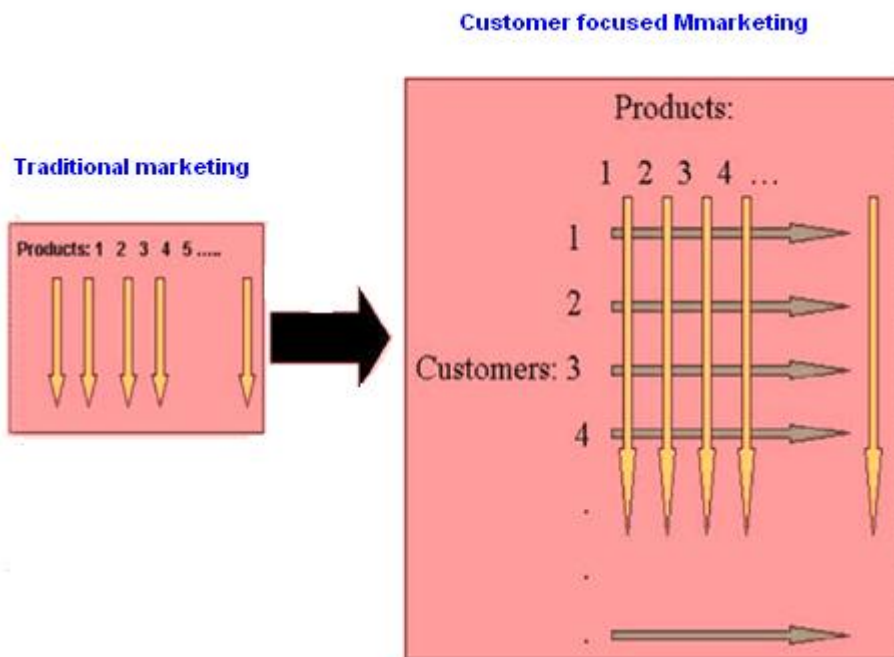 Customer focused Mmarketing
Traditional marketing
Products: 1 2 3 4 5 .....
Products:
1 2 3 4 ...
1
2
Customers: 3
4
.
.
.